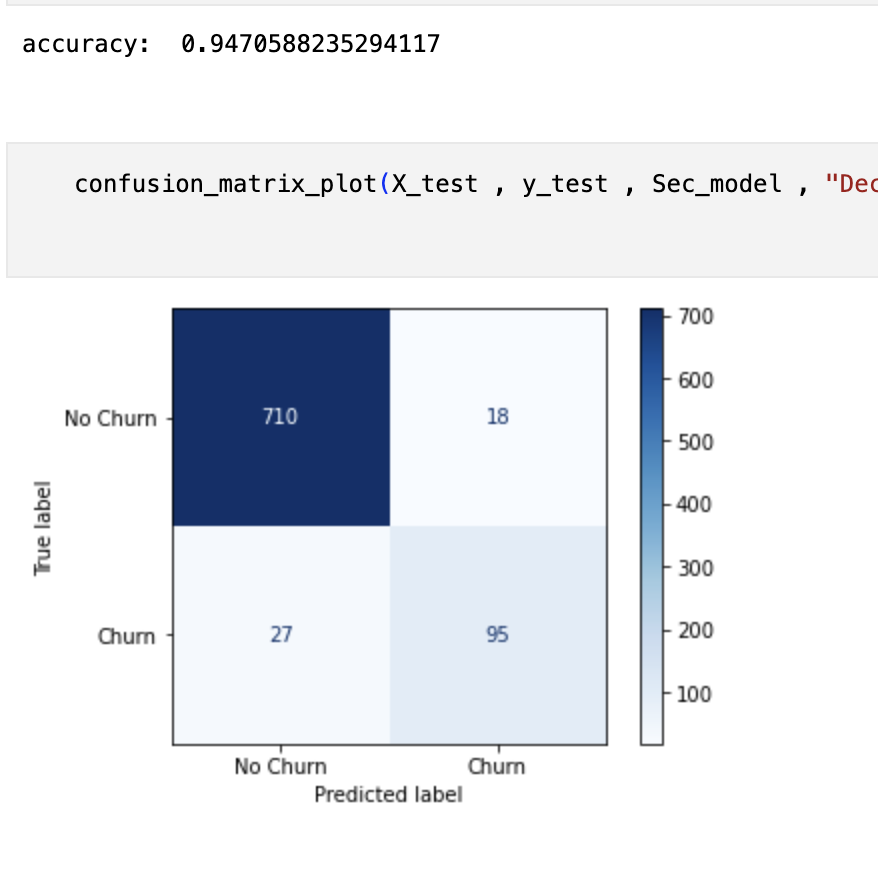 accuracy:  0.9470588235294117
confusion_matrix_plot(X_test , y_test , Sec_model , "Dec
700
710
18
600
No Churn
500
400
True label
300
27
95
Churn
200
100
No Churn
Churn
Predicted label